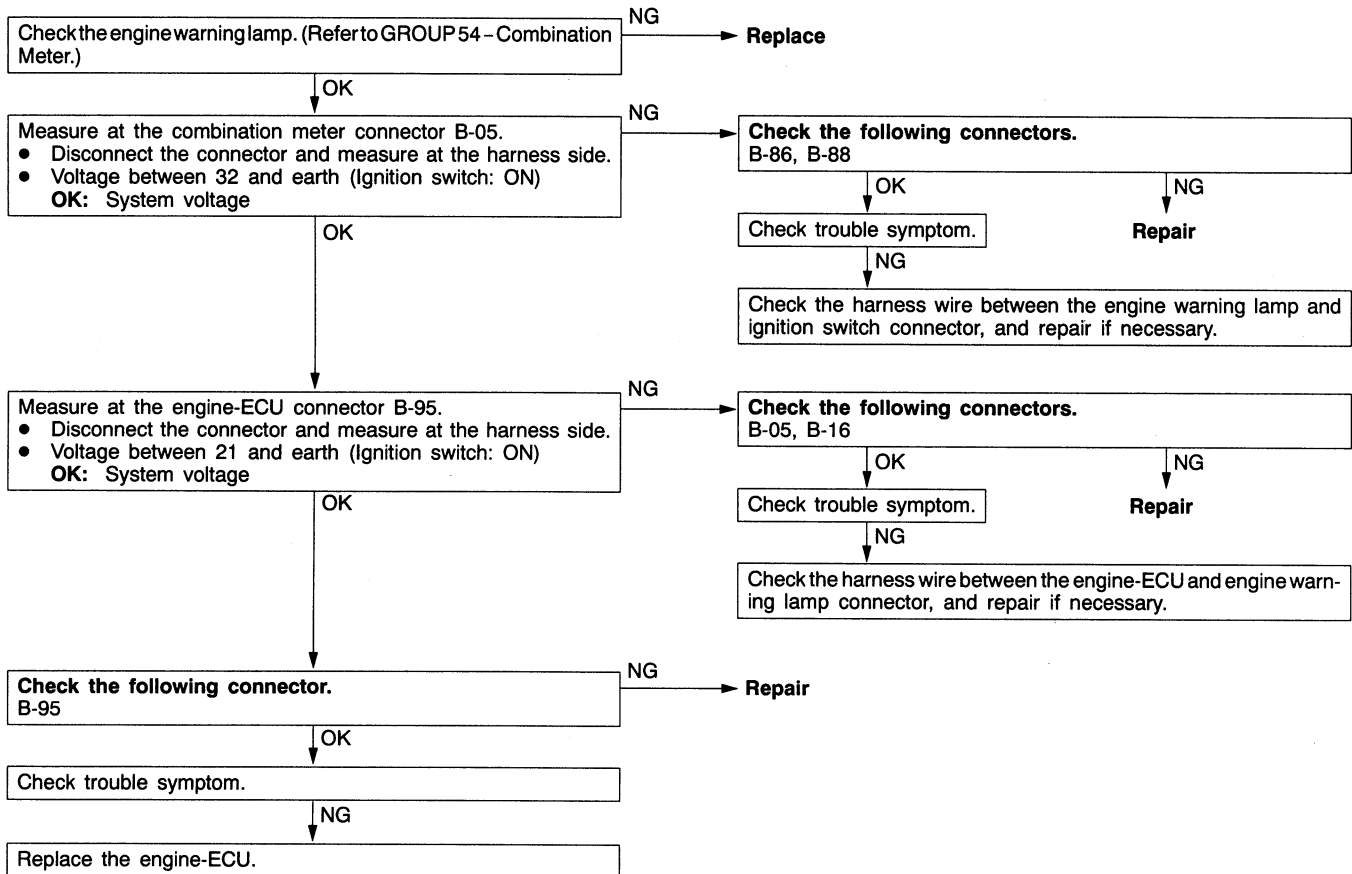 Check the engine warning lamp. (Refer to GROUP 54 – Combination
Meter.)
NG
Replace
OK
Measure at the combination meter connector B-05.
● Disconnect the connector and measure at the harness side.
● Voltage between 32 and earth (Ignition switch: ON)
OK: System voltage
NG
Check the following connectors.
B-86, B-88
OK
NG
Check trouble symptom.
Repair
NG
Check the harness wire between the engine warning lamp and
ignition switch connector, and repair if necessary.
OK
Measure at the engine-ECU connector B-95.
● Disconnect the connector and measure at the harness side.
● Voltage between 21 and earth (Ignition switch: ON)
OK: System voltage
NG
Check the following connectors.
B-05, B-16
OK
NG
Check trouble symptom.
Repair
NG
Check the harness wire between the engine-ECU and engine warn-
ing lamp connector, and repair if necessary.
OK
Check the following connector.
B-95
NG
Repair
OK
Check trouble symptom.
NG
Replace the engine-ECU.